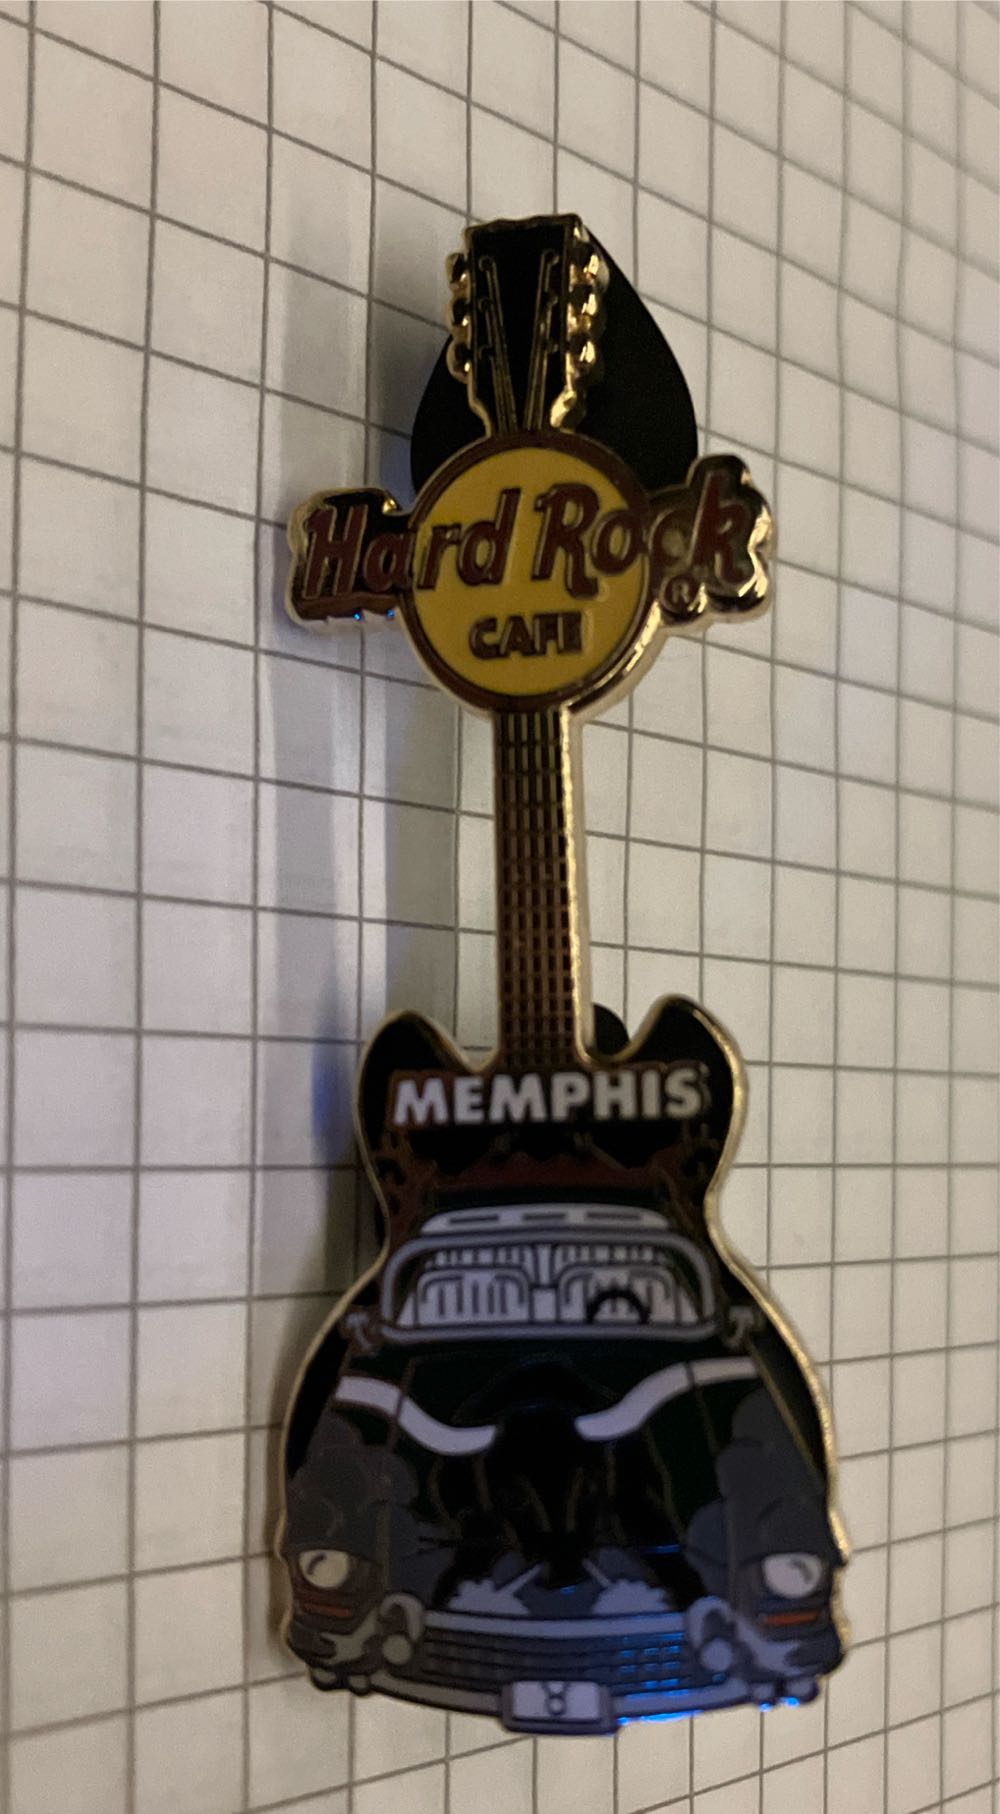 Hard Rock ®
CAFE
MEMPHIS
♉